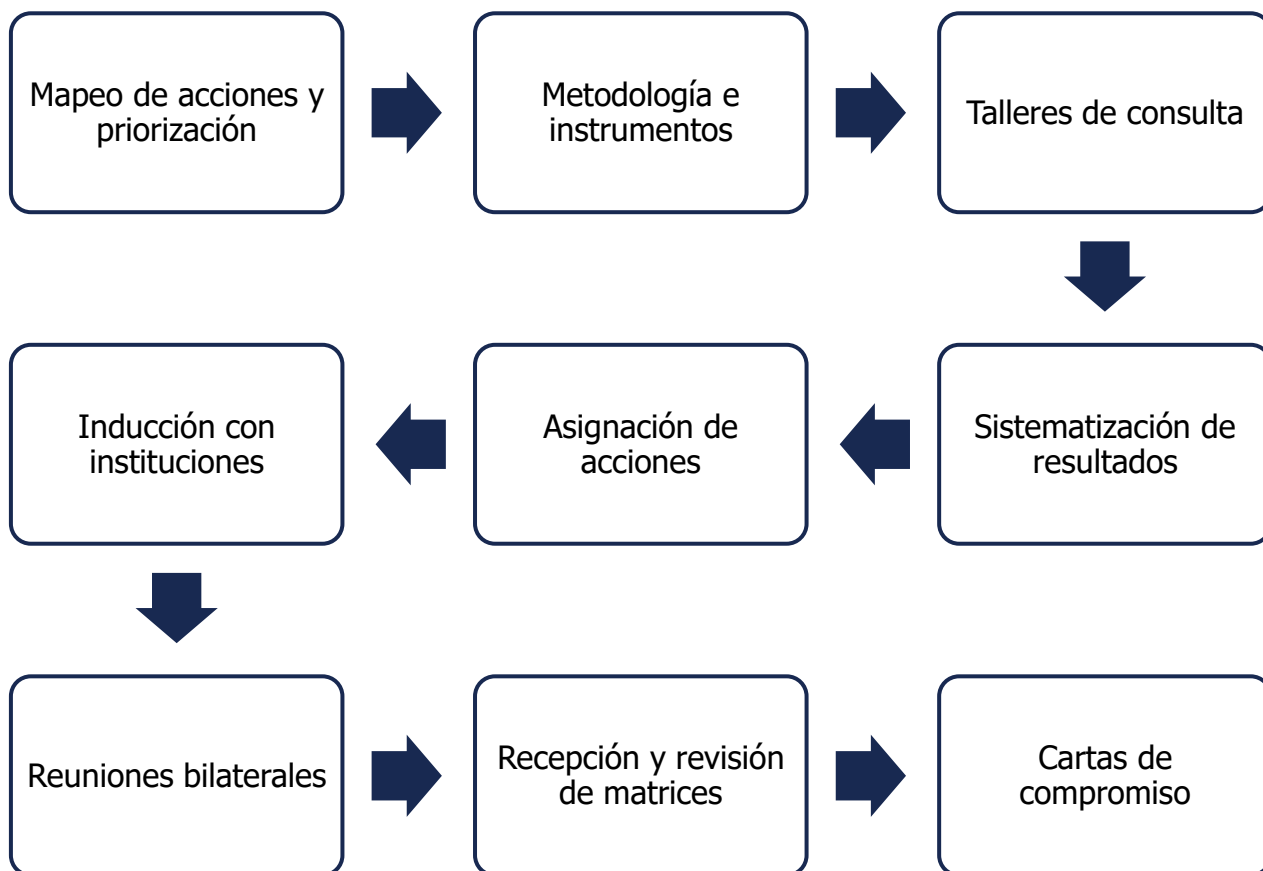 Mapeo de acciones y
priorización
Metodología e
instrumentos
Talleres de consulta
Sistematización de
resultados
Asignación de
acciones
Inducción con
instituciones
Reuniones bilaterales
Recepción y revisión
de matrices
Cartas de
compromiso